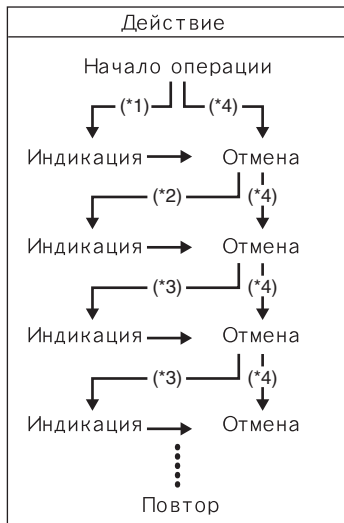 Действие
Начало операции
(*1) (*4)
Индикация Отмена
(*2) (*4)
Индикация Отмена
(*3) (*4)
Индикация Отмена
(*3) (*4)
Индикация Отмена
Повтор